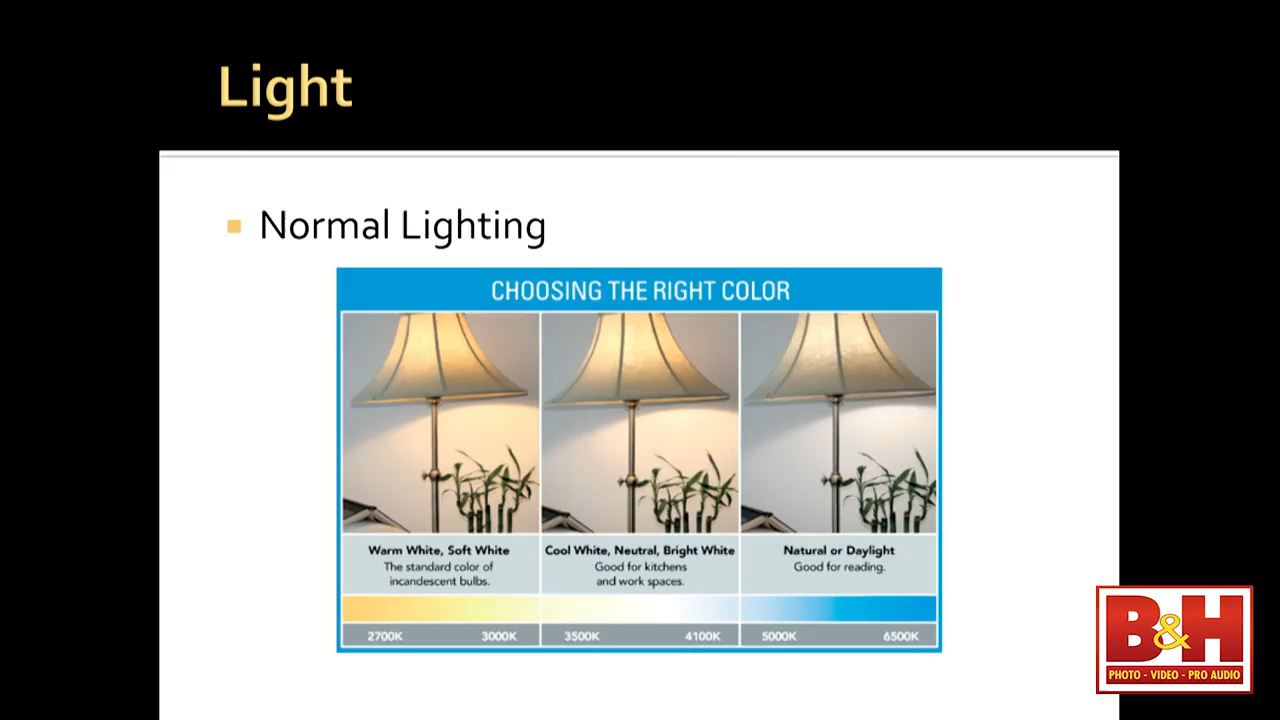 Light
Normal Lighting
CHOOSING THE RIGHT COLOR
Warm White, Soft White
The standard color of
incandescent bulbs.
Cool White, Neutral, Bright White
Good for kitchens
and work spaces.
Natural or Daylight
Good for reading.
2700K 3000K 3500K 4100K 5000K 6500K
B&H
PHOTO - VIDEO - PRO AUDIO